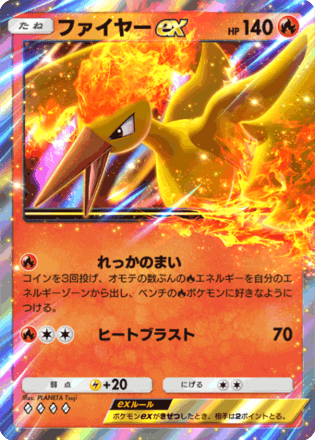 たね ファイヤーex HP 140
れっかのまい
コインを3回投げ、オモテの数ぶんの エネルギーを自分のエ
ネルギーゾーンから出し、ベンチの ポケモンに好きなように
つける。
ヒートブラスト 70
弱点 +20 にげる
Illus. PLANETA Tsuji
exルール
ポケモンexがきぜつしたとき、相手は2ポイントとる。